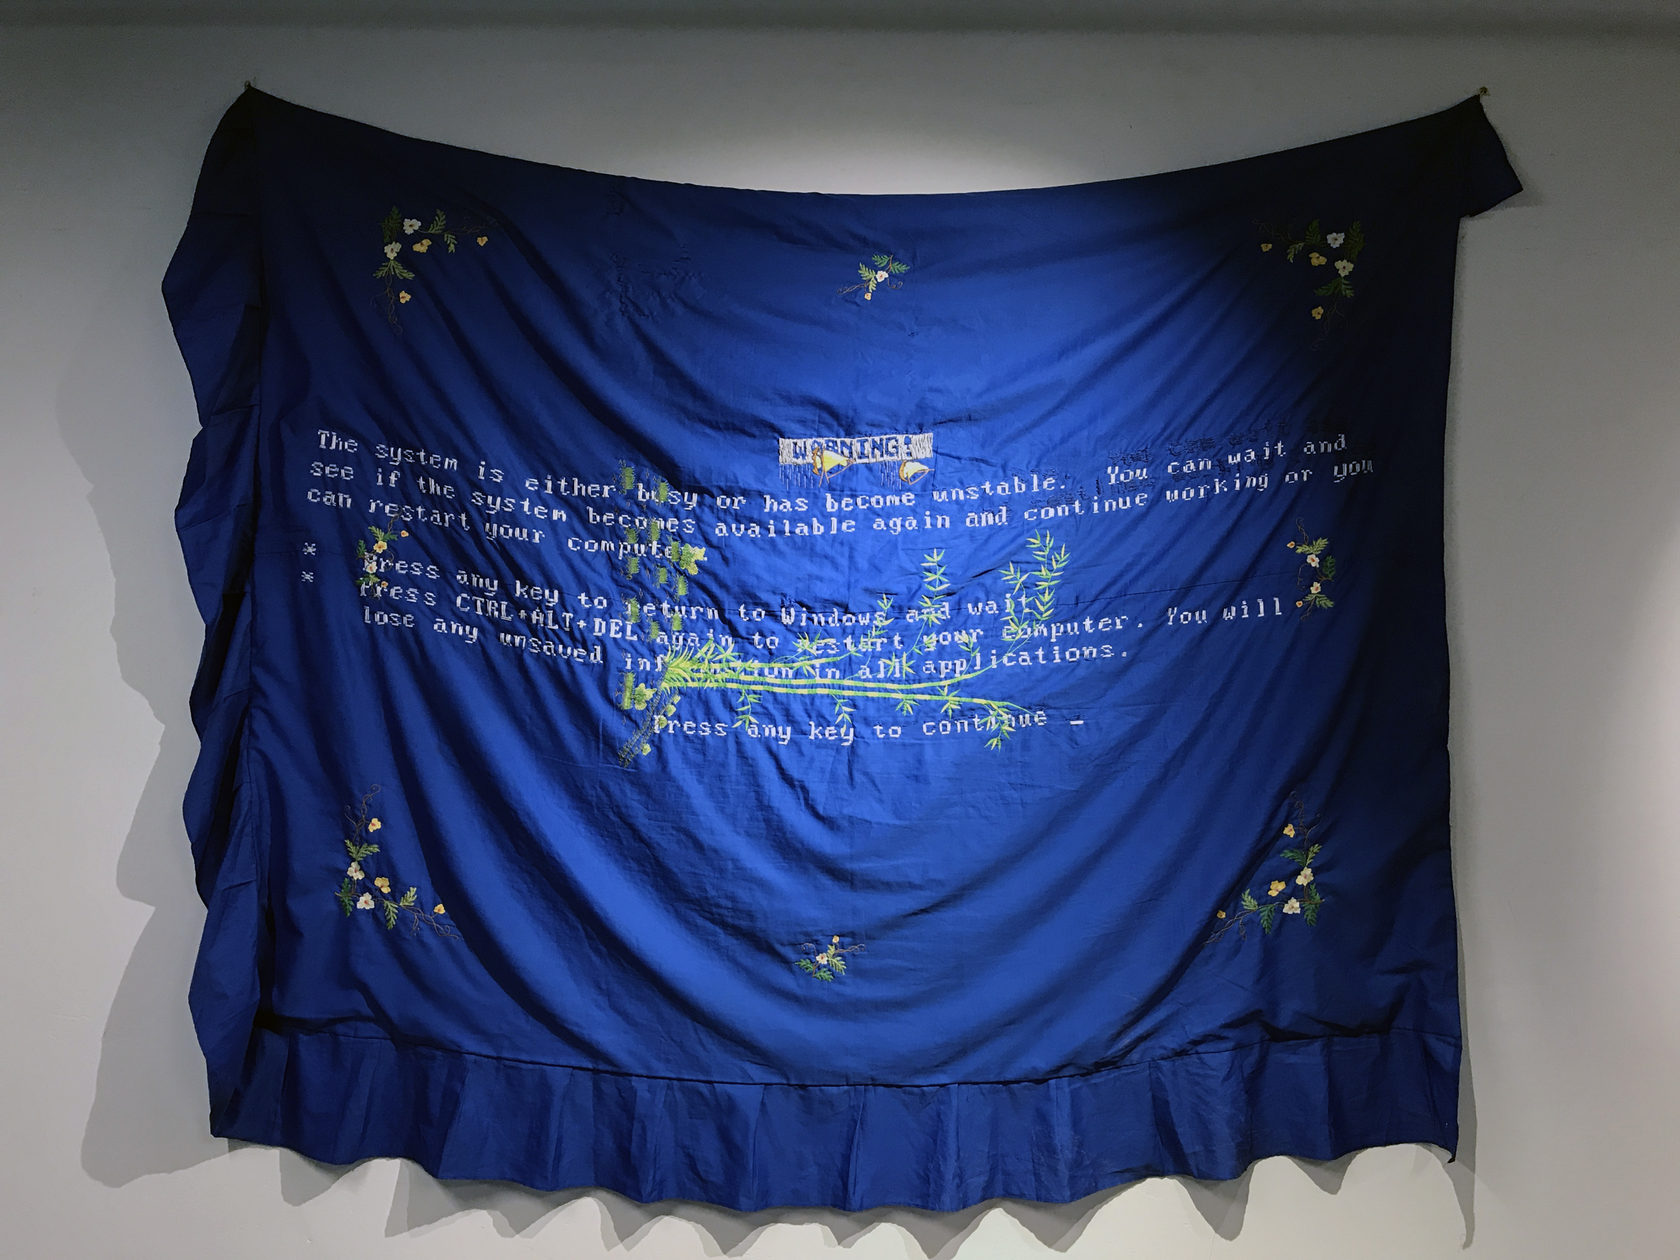 WARNING!
The system is either busy or has become unstable. You can wait and
see if the system becomes available again and continue working or you
can restart your computer.
* Press any key to return to Windows and wait.
* Press CTRL+ALT+DEL again to restart your computer. You will
lose any unsaved information in all applications.
Press any key to continue _